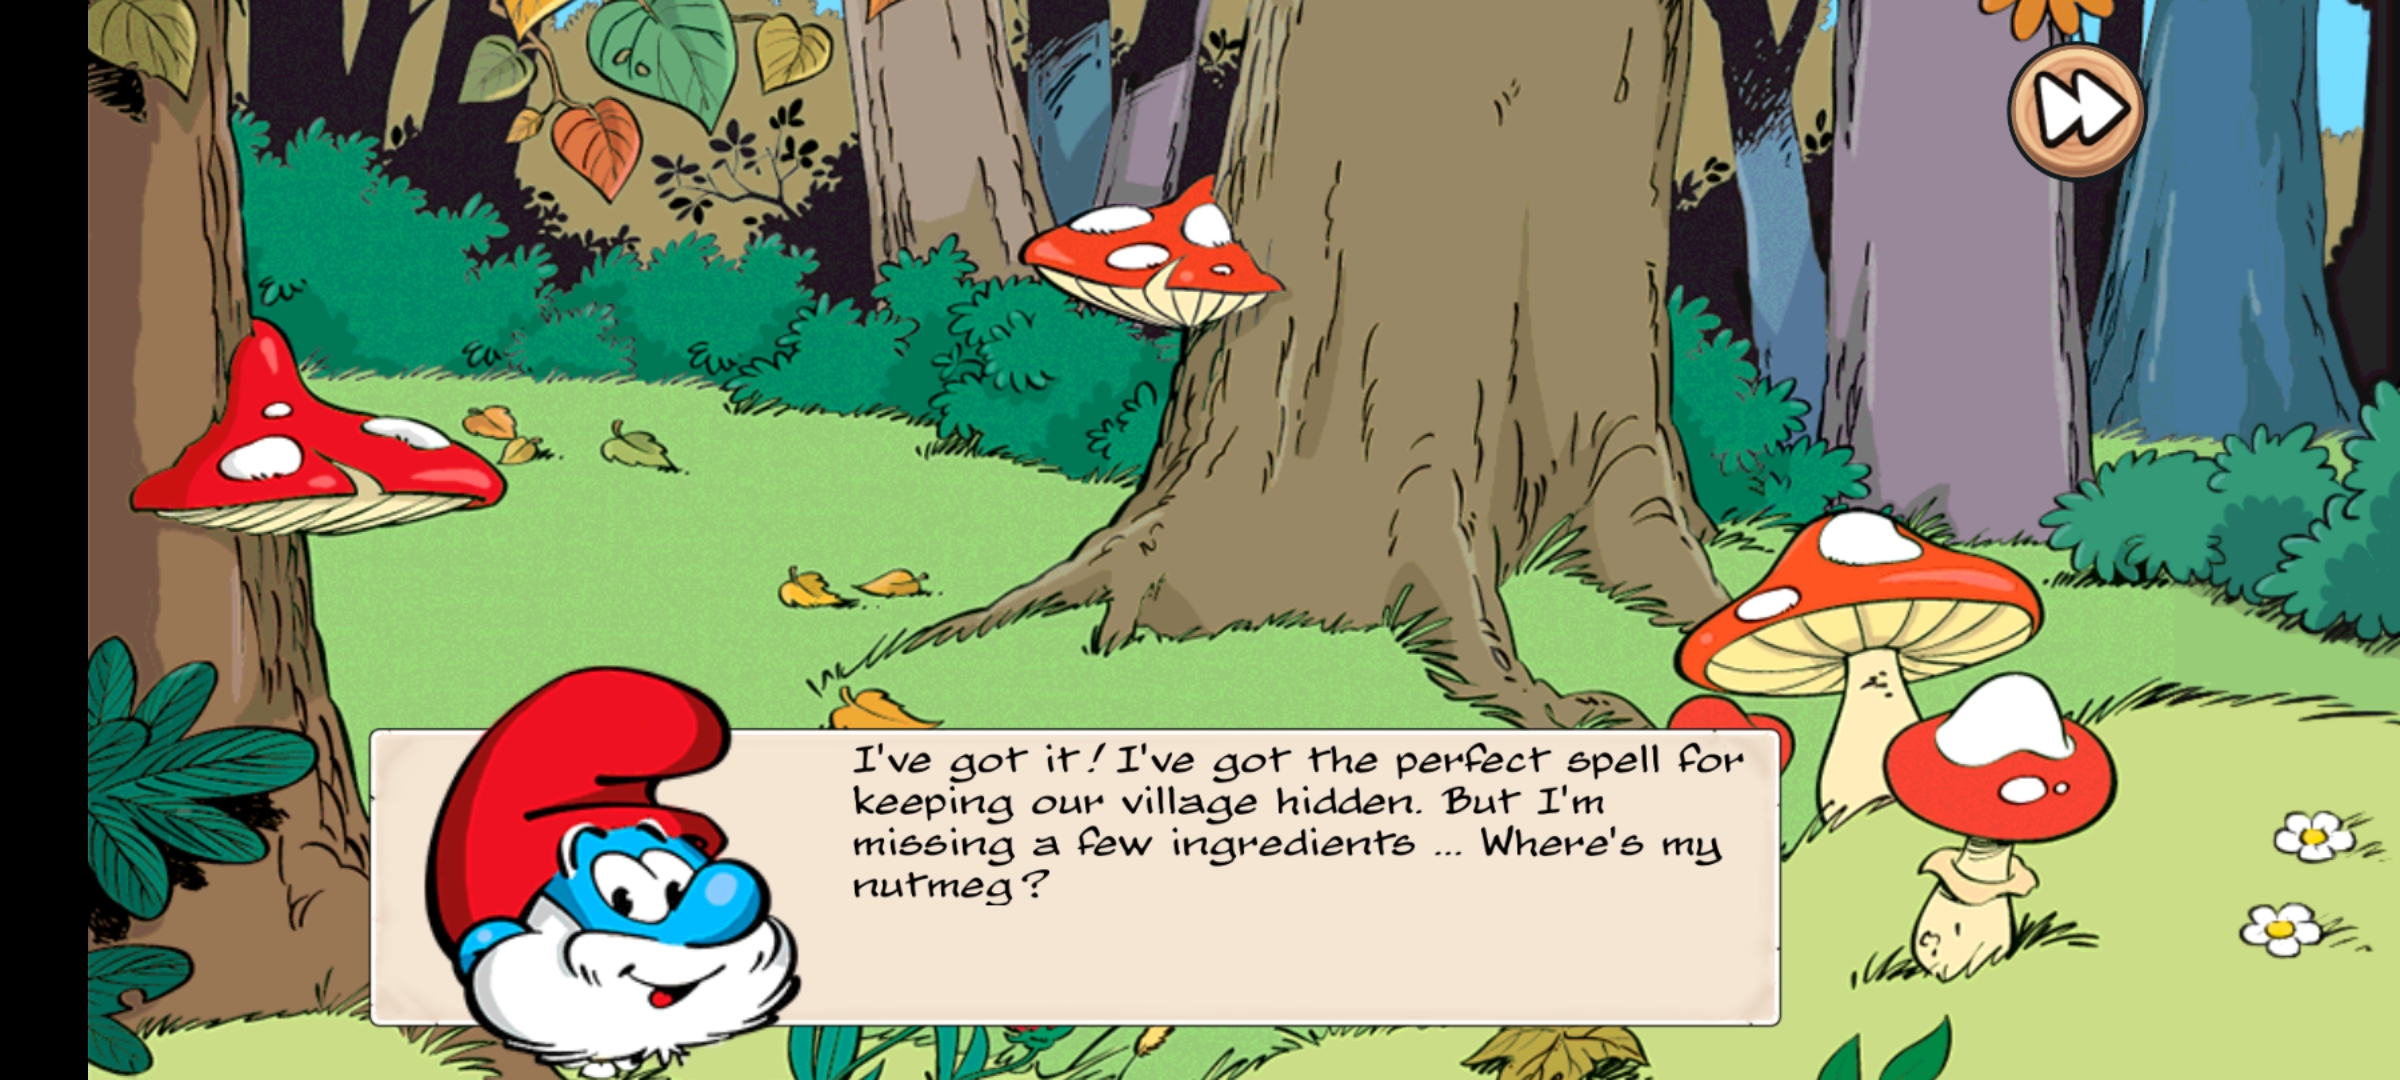 I've got it! I've got the perfect spell for
keeping our village hidden. But I'm
missing a few ingredients ... Where's my
nutmeg?